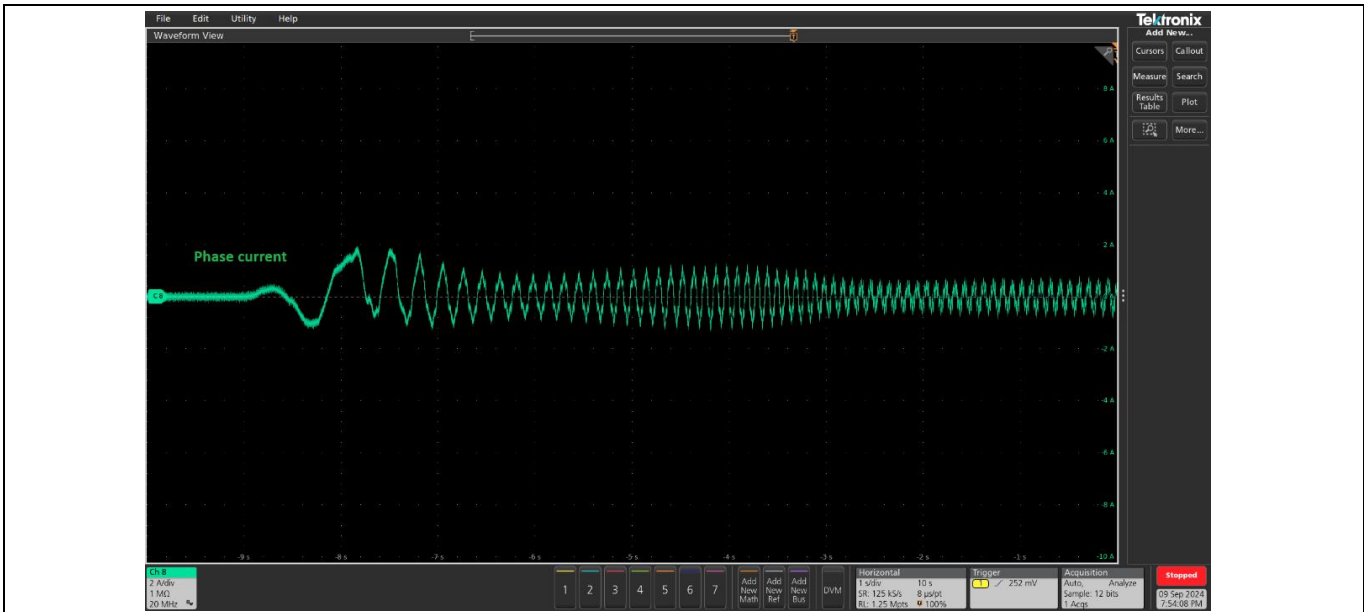 File Edit Utility Help
Tektronix
Waveform View
Add New...
Cursors Callout
Measure Search
Results Table Plot
More...
8 A
6 A
4 A
2 A
Phase current
C8
-2 A
-4 A
-6 A
-8 A
-10 A
-9 s -8 s -7 s -6 s -5 s -4 s -3 s -2 s -1 s
Ch 8
2 A/div
1 MΩ
20 MHz
1 2 3 4 5 6 7
Add New Math
Add New Ref
Add New Bus
DVM
Horizontal
1 s/div 10 s
SR: 125 kS/s 8 µs/pt
RL: 1.25 Mpts 100%
Trigger
1 252 mV
Acquisition
Auto, Analyze
Sample: 12 bits
1 Acqs
Stopped
09 Sep 2024
7:54:08 PM